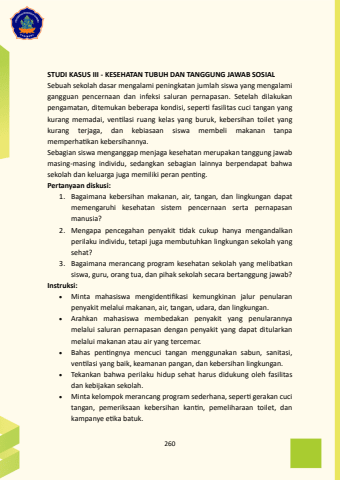 STUDI KASUS III - KESEHATAN TUBUH DAN TANGGUNG JAWAB SOSIAL
Sebuah sekolah dasar mengalami peningkatan jumlah siswa yang mengalami
gangguan pencernaan dan infeksi saluran pernapasan. Setelah dilakukan
pengamatan, ditemukan beberapa kondisi, seperti fasilitas cuci tangan yang
kurang memadai, ventilasi ruang kelas yang buruk, kebersihan toilet yang
kurang terjaga, dan kebiasaan siswa membeli makanan tanpa
memperhatikan kebersihannya.
Sebagian siswa menganggap menjaga kesehatan merupakan tanggung jawab
masing-masing individu, sedangkan sebagian lainnya berpendapat bahwa
sekolah dan keluarga juga memiliki peran penting.
Pertanyaan diskusi:
1. Bagaimana kebersihan makanan, air, tangan, dan lingkungan dapat
memengaruhi kesehatan sistem pencernaan serta pernapasan
manusia?
2. Mengapa pencegahan penyakit tidak cukup hanya mengandalkan
perilaku individu, tetapi juga membutuhkan lingkungan sekolah yang
sehat?
3. Bagaimana merancang program kesehatan sekolah yang melibatkan
siswa, guru, orang tua, dan pihak sekolah secara bertanggung jawab?
Instruksi:
• Minta mahasiswa mengidentifikasi kemungkinan jalur penularan
penyakit melalui makanan, air, tangan, udara, dan lingkungan.
• Arahkan mahasiswa membedakan penyakit yang penularannya
melalui saluran pernapasan dengan penyakit yang dapat ditularkan
melalui makanan atau air yang tercemar.
• Bahas pentingnya mencuci tangan menggunakan sabun, sanitasi,
ventilasi yang baik, keamanan pangan, dan kebersihan lingkungan.
• Tekankan bahwa perilaku hidup sehat harus didukung oleh fasilitas
dan kebijakan sekolah.
• Minta kelompok merancang program sederhana, seperti gerakan cuci
tangan, pemeriksaan kebersihan kantin, pemeliharaan toilet, dan
kampanye etika batuk.
260